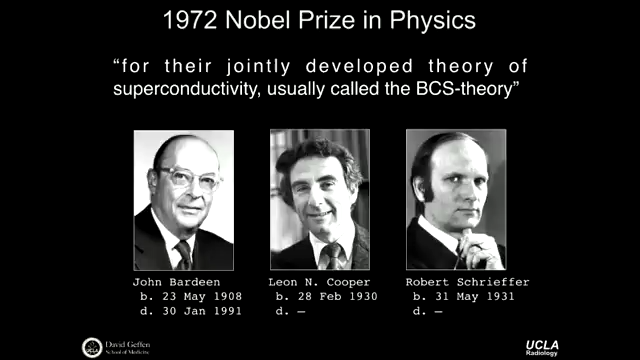 1972 Nobel Prize in Physics
“for their jointly developed theory of
superconductivity, usually called the BCS-theory”
John Bardeen
b. 23 May 1908
d. 30 Jan 1991
Leon N. Cooper
b. 28 Feb 1930
d. –
Robert Schrieffer
b. 31 May 1931
d. –
UCLA
David Geffen
School of Medicine
UCLA
Radiology